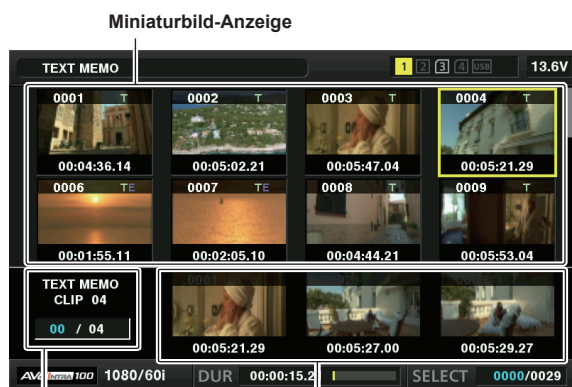 Miniaturbild-Anzeige
TEXT MEMO 1 2 3 4 USB 13.6V
0001 T 0002 T 0003 T 0004 T
00:04:36.14 00:05:02.21 00:05:47.04 00:05:21.29
0006 TE 0007 TE 0008 T 0009 T
00:01:55.11 00:02:05.10 00:04:44.21 00:05:53.04
TEXT MEMO
CLIP 04
00 / 04
00:05:21.29 00:05:27.00 00:05:29.27
1080/60i DUR 00:00:15.2 SELECT 0000/0029